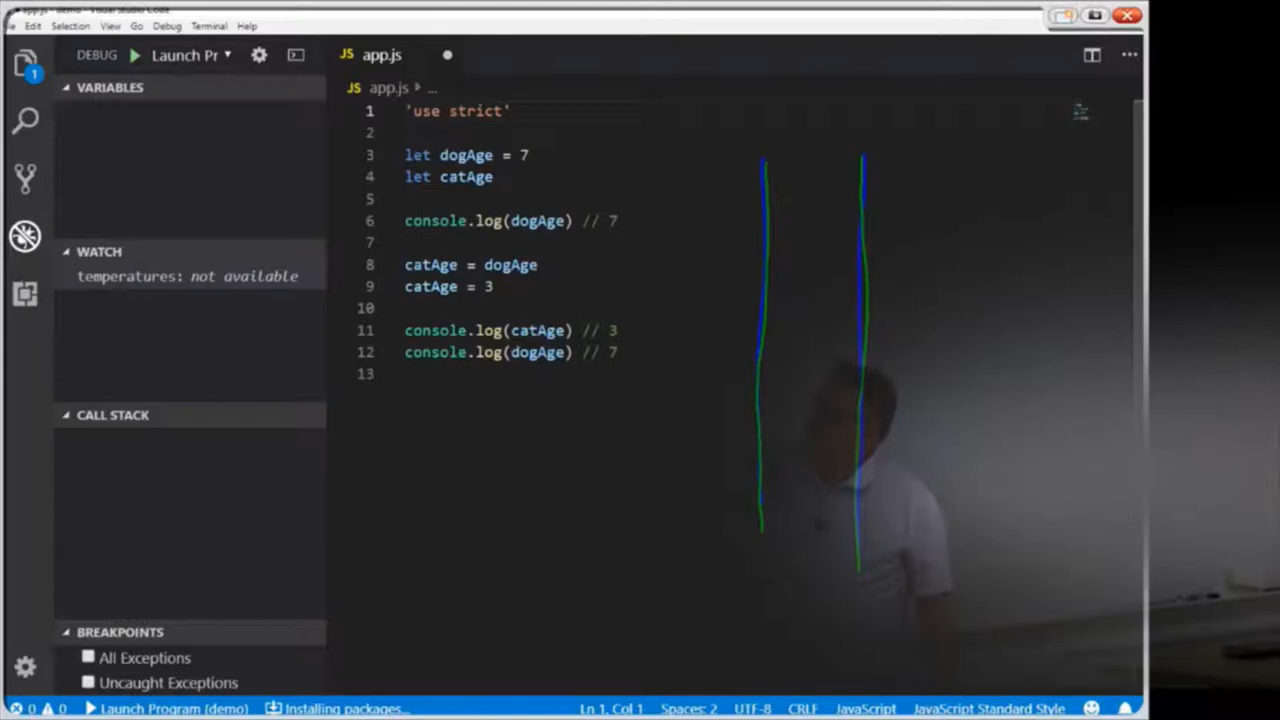 app.js - demo - Visual Studio Code
Edit Selection View Go Debug Terminal Help
DEBUG Launch Pr
JS app.js
1
VARIABLES
JS app.js ...
1 'use strict'
2
3 let dogAge = 7
4 let catAge
5
6 console.log(dogAge) // 7
7
8 catAge = dogAge
9 catAge = 3
10
11 console.log(catAge) // 3
12 console.log(dogAge) // 7
13
WATCH
temperatures: not available
CALL STACK
BREAKPOINTS
All Exceptions
Uncaught Exceptions
0 0 Launch Program (demo) Installing packages... Ln 1, Col 1 Spaces: 2 UTF-8 CRLF JavaScript JavaScript Standard Style